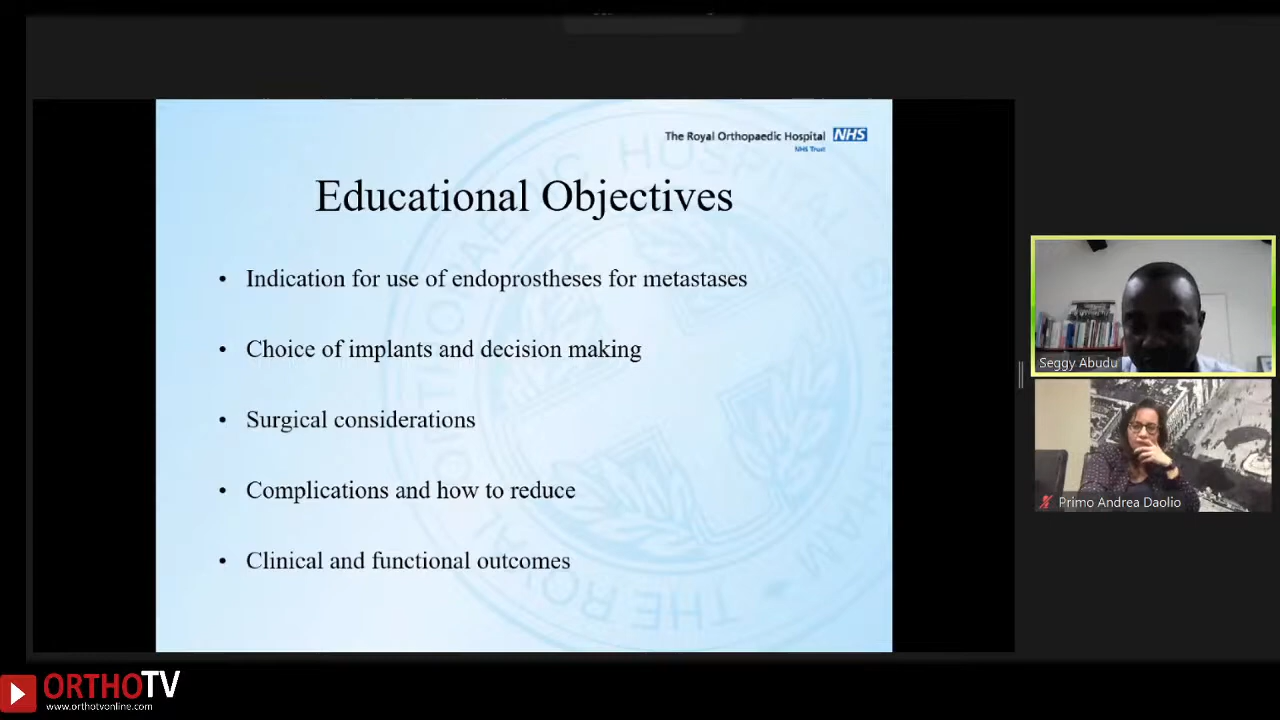 The Royal Orthopaedic Hospital NHS
NHS Trust
Educational Objectives
• Indication for use of endoprostheses for metastases
• Choice of implants and decision making
• Surgical considerations
• Complications and how to reduce
• Clinical and functional outcomes
Seggy Abudu
Primo Andrea Daolio
ORTHOTV
www.orthotvonline.com